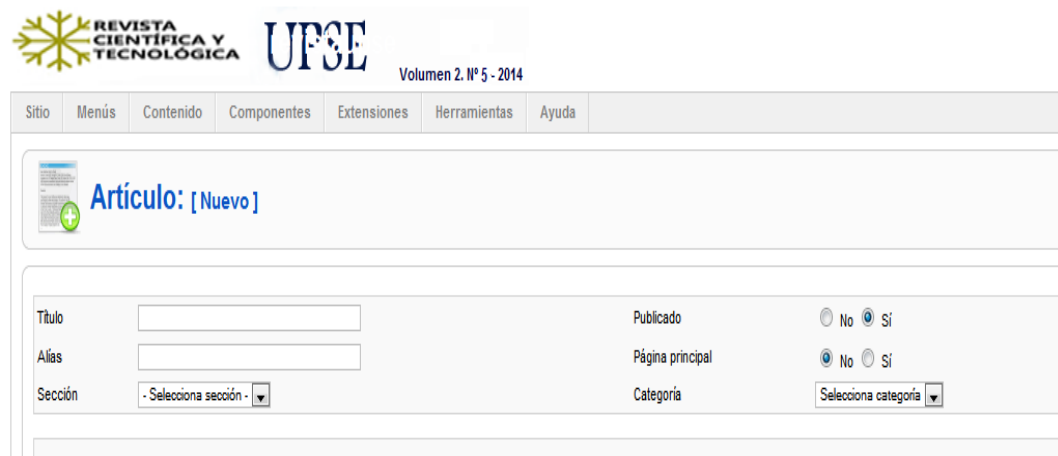 REVISTA
CIENTÍFICA Y
TECNOLÓGICA
UPSE
Volumen 2. Nº 5 - 2014
Sitio Menús Contenido Componentes Extensiones Herramientas Ayuda
Artículo: [ Nuevo ]
Título Publicado No Sí
Alias Página principal No Sí
Sección - Selecciona sección - Categoría Selecciona categoría